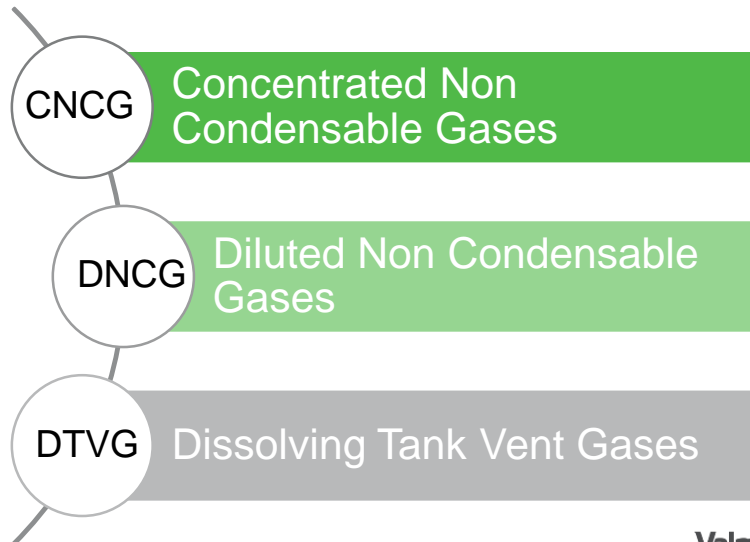 CNCG
Concentrated Non
Condensable Gases
DNCG
Diluted Non Condensable
Gases
DTVG
Dissolving Tank Vent Gases